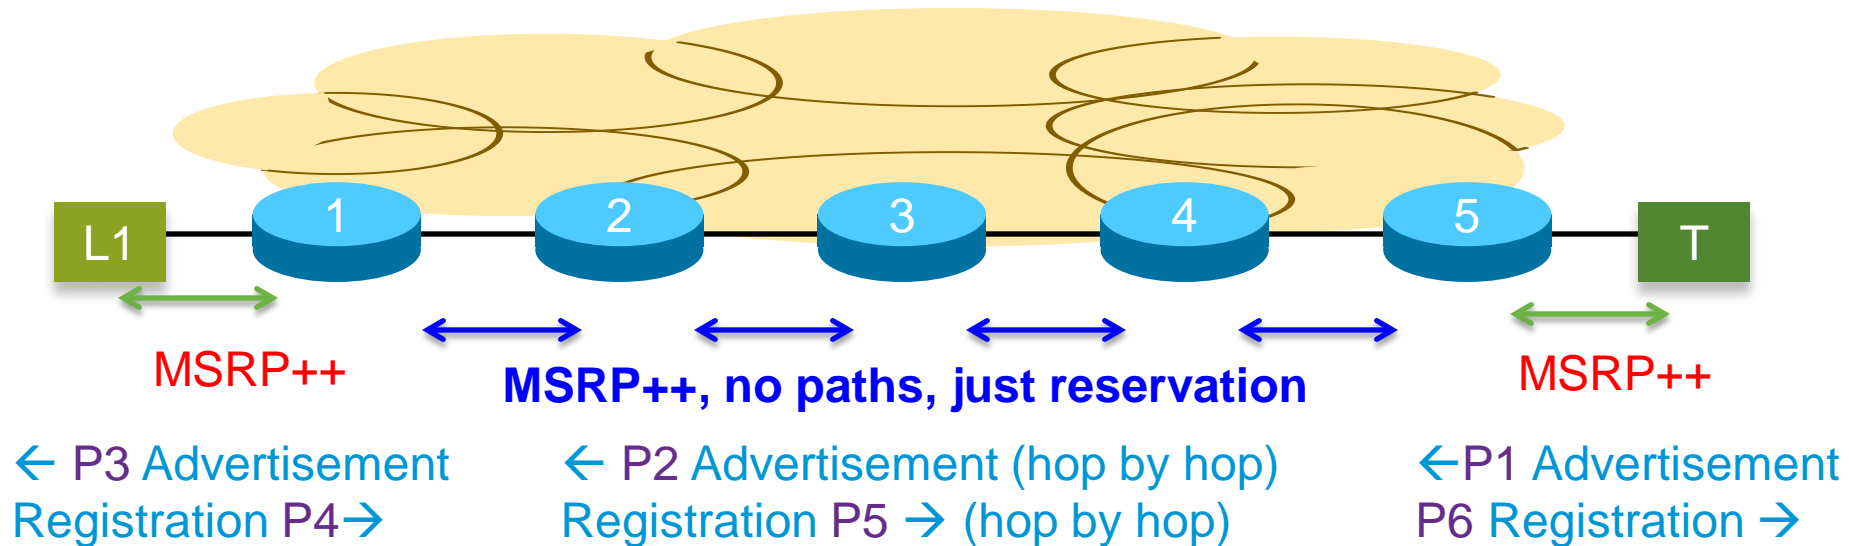 L1
1
2
3
4
5
T
MSRP++
MSRP++, no paths, just reservation
MSRP++
← P3 Advertisement
Registration P4→
← P2 Advertisement (hop by hop)
Registration P5 → (hop by hop)
←P1 Advertisement
P6 Registration →